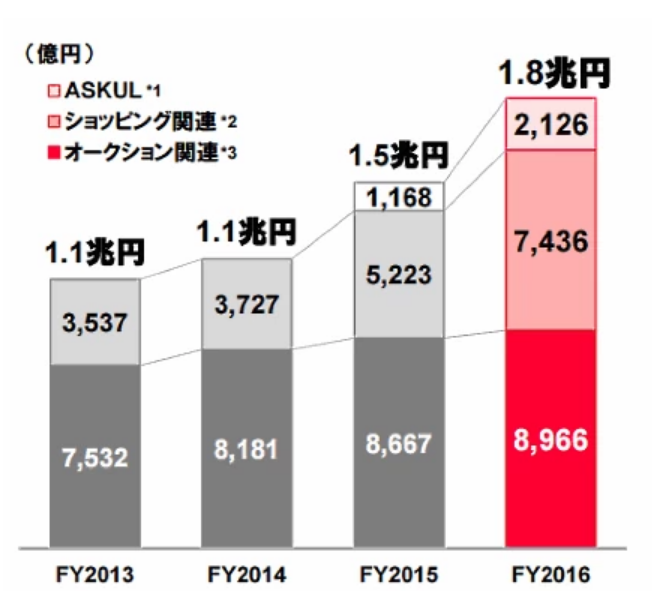 （億円）
ASKUL *1
ショッピング関連*2
オークション関連*3
1.1兆円
1.1兆円
1.5兆円
1.8兆円
2,126
1,168
7,436
5,223
3,727
3,537
7,532
8,181
8,667
8,966
FY2013
FY2014
FY2015
FY2016